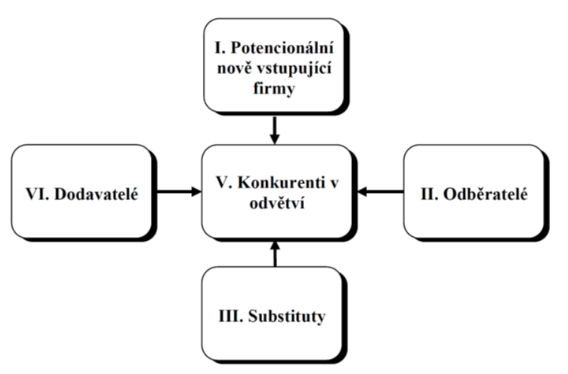 I. Potencionální
nově vstupující
firmy
VI. Dodavatelé
V. Konkurenti v
odvětví
II. Odběratelé
III. Substituty